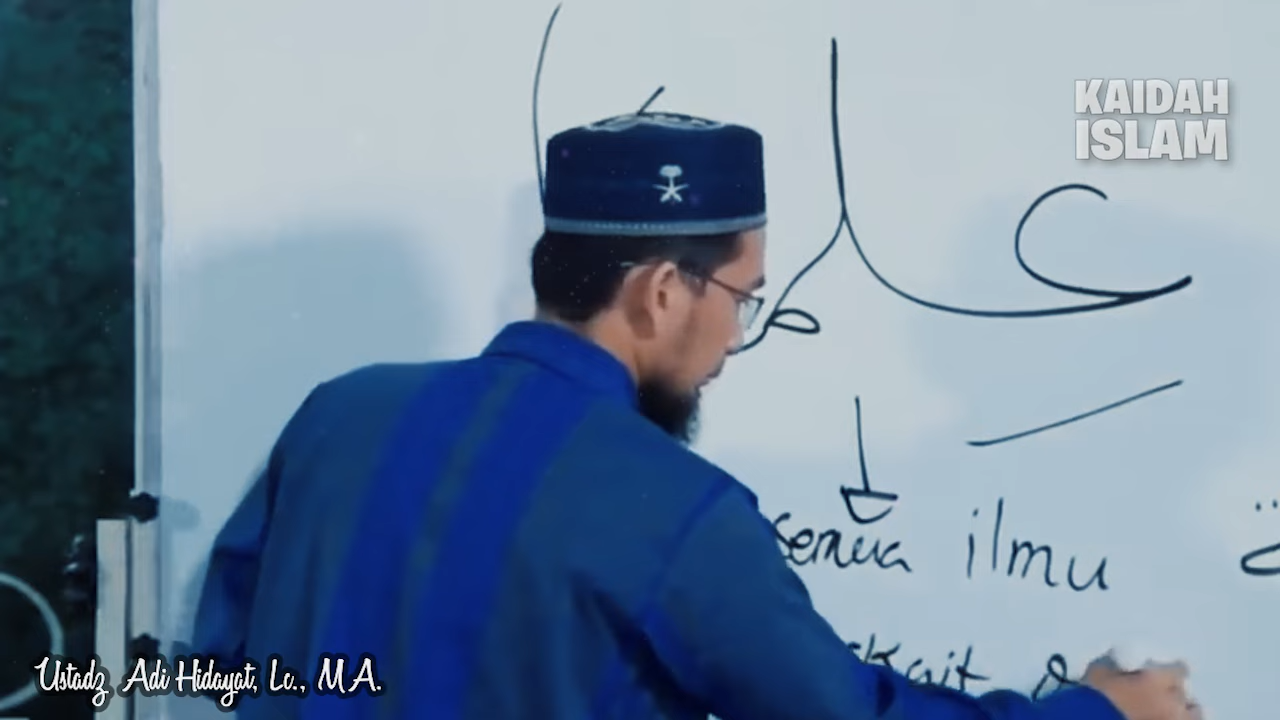 KAIDAH
ISLAM
علم
semua ilmu
Ustadz Adi Hidayat, Lc., M.A.